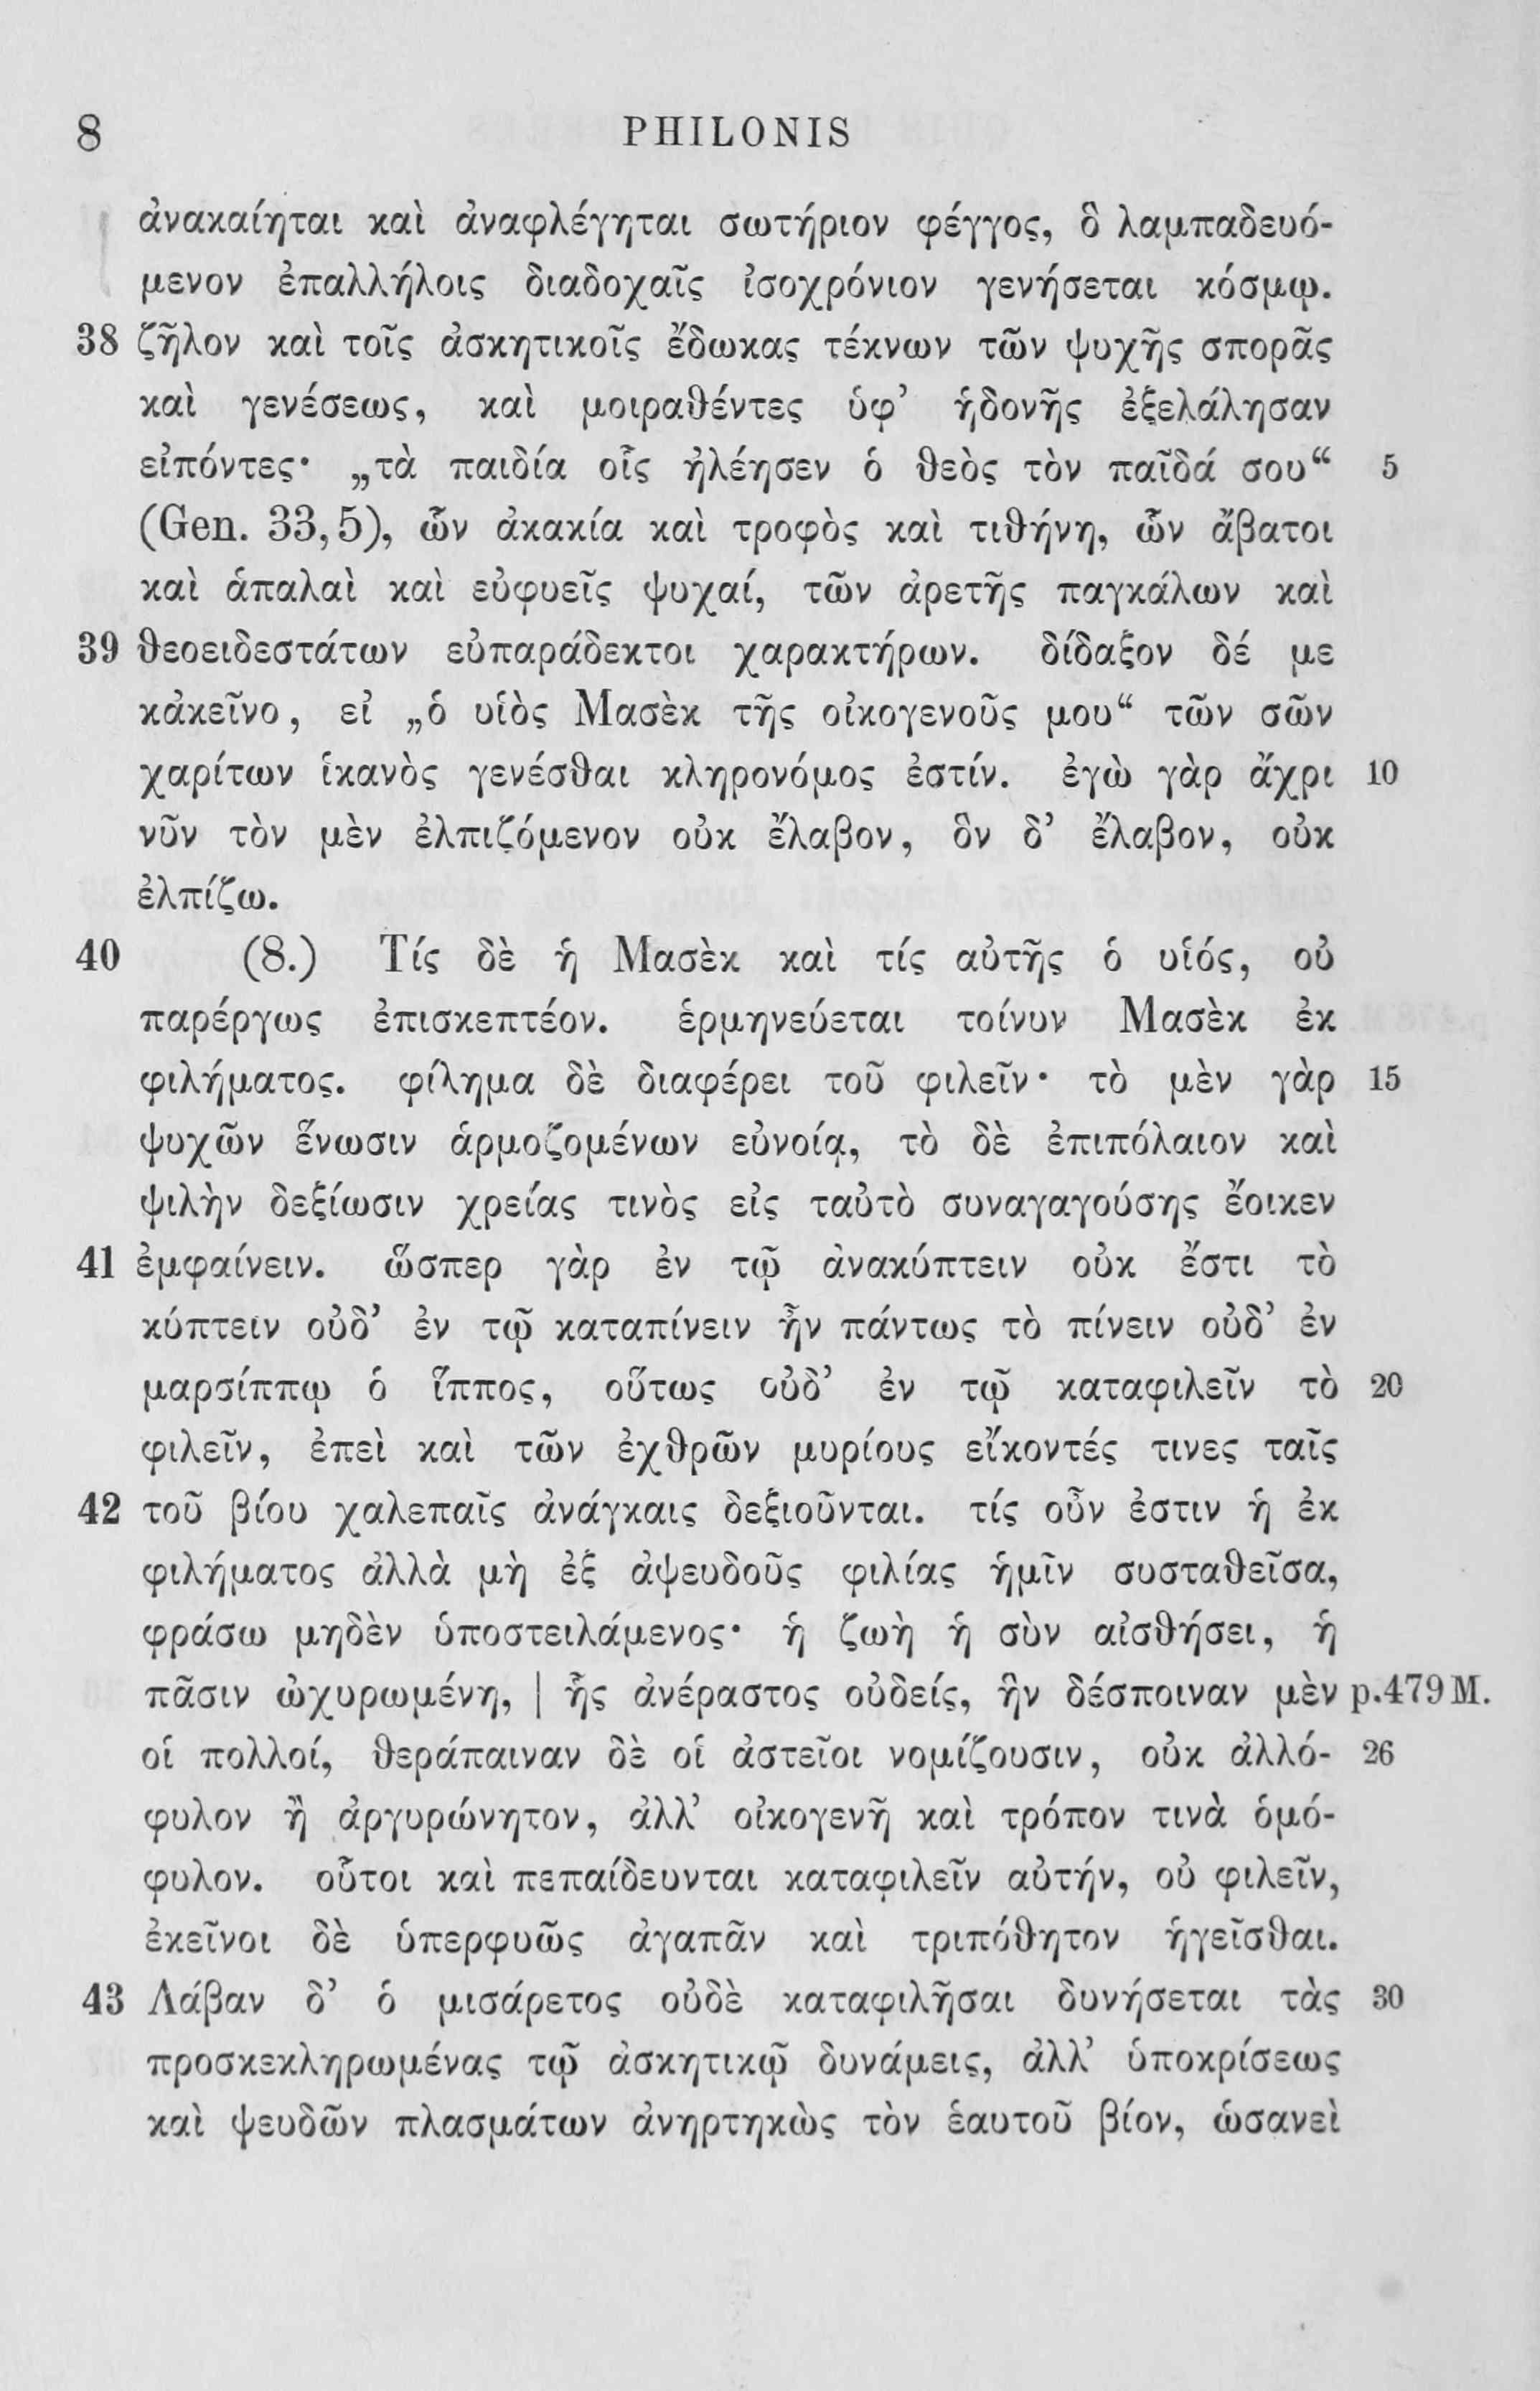 8 PHILONIS
ἀνακαίηται καὶ ἀναφλέγηται σωτήριον φέγγος, ὃ λαμπαδευό-
μενον ἐπαλλήλοις διαδοχαῖς ἰσοχρόνιον γενήσεται κόσμῳ.
38 ζῆλον καὶ τοῖς ἀσκητικοῖς ἔδωκας τέκνων τῶν ψυχῆς σπορᾶς
καὶ γενέσεως, καὶ μοιραθέντες ὑφ’ ἡδονῆς ἐξελάλησαν
εἰπόντες· „τὰ παιδία οἷς ἠλέησεν ὁ θεὸς τὸν παῖδά σου“ 5
(Gen. 33,5), ὧν ἀκακία καὶ τροφὸς καὶ τιθήνη, ὧν ἄβατοι
καὶ ἁπαλαὶ καὶ εὐφυεῖς ψυχαί, τῶν ἀρετῆς παγκάλων καὶ
39 θεοειδεστάτων εὐπαράδεκτοι χαρακτήρων. δίδαξον δέ με
κἀκεῖνο, εἰ „ὁ υἱὸς Μασὲκ τῆς οἰκογενοῦς μου“ τῶν σῶν
χαρίτων ἱκανὸς γενέσθαι κληρονόμος ἐστίν. ἐγὼ γὰρ ἄχρι 10
νῦν τὸν μὲν ἐλπιζόμενον οὐκ ἔλαβον, ὃν δ’ ἔλαβον, οὐκ
ἐλπίζω.
40 (8.) Τίς δὲ ἡ Μασὲκ καὶ τίς αὐτῆς ὁ υἱός, οὐ
παρέργως ἐπισκεπτέον. ἑρμηνεύεται τοίνυν Μασὲκ ἐκ
φιλήματος. φίλημα δὲ διαφέρει τοῦ φιλεῖν· τὸ μὲν γὰρ 15
ψυχῶν ἕνωσιν ἁρμοζομένων εὐνοίᾳ, τὸ δὲ ἐπιπόλαιον καὶ
ψιλὴν δεξίωσιν χρείας τινὸς εἰς ταὐτὸ συναγαγούσης ἔοικεν
41 ἐμφαίνειν. ὥσπερ γὰρ ἐν τῷ ἀνακύπτειν οὐκ ἔστι τὸ
κύπτειν οὐδ’ ἐν τῷ καταπίνειν ἦν πάντως τὸ πίνειν οὐδ’ ἐν
μαρσίππῳ ὁ ἵππος, οὕτως οὐδ’ ἐν τῷ καταφιλεῖν τὸ 20
φιλεῖν, ἐπεὶ καὶ τῶν ἐχθρῶν μυρίους εἴκοντές τινες ταῖς
42 τοῦ βίου χαλεπαῖς ἀνάγκαις δεξιοῦνται. τίς οὖν ἐστιν ἡ ἐκ
φιλήματος ἀλλὰ μὴ ἐξ ἀψευδοῦς φιλίας ἡμῖν συσταθεῖσα,
φράσω μηδὲν ὑποστειλάμενος· ἡ ζωὴ ἡ σὺν αἰσθήσει, ἡ
πᾶσιν ὠχυρωμένη, | ἧς ἀνέραστος οὐδείς, ἣν δέσποιναν μὲν p.479 M.
οἱ πολλοί, θεράπαιναν δὲ οἱ ἀστεῖοι νομίζουσιν, οὐκ ἀλλό- 26
φυλον ἢ ἀργυρώνητον, ἀλλ’ οἰκογενῆ καὶ τρόπον τινὰ ὁμό-
φυλον. οὗτοι καὶ πεπαίδευνται καταφιλεῖν αὐτήν, οὐ φιλεῖν,
ἐκεῖνοι δὲ ὑπερφυῶς ἀγαπᾶν καὶ τριπόθητον ἡγεῖσθαι.
43 Λάβαν δ’ ὁ μισάρετος οὐδὲ καταφιλῆσαι δυνήσεται τὰς 30
προσκεκληρωμένας τῷ ἀσκητικῷ δυνάμεις, ἀλλ’ ὑποκρίσεως
καὶ ψευδῶν πλασμάτων ἀνηρτηκὼς τὸν ἑαυτοῦ βίον, ὡσανεὶ